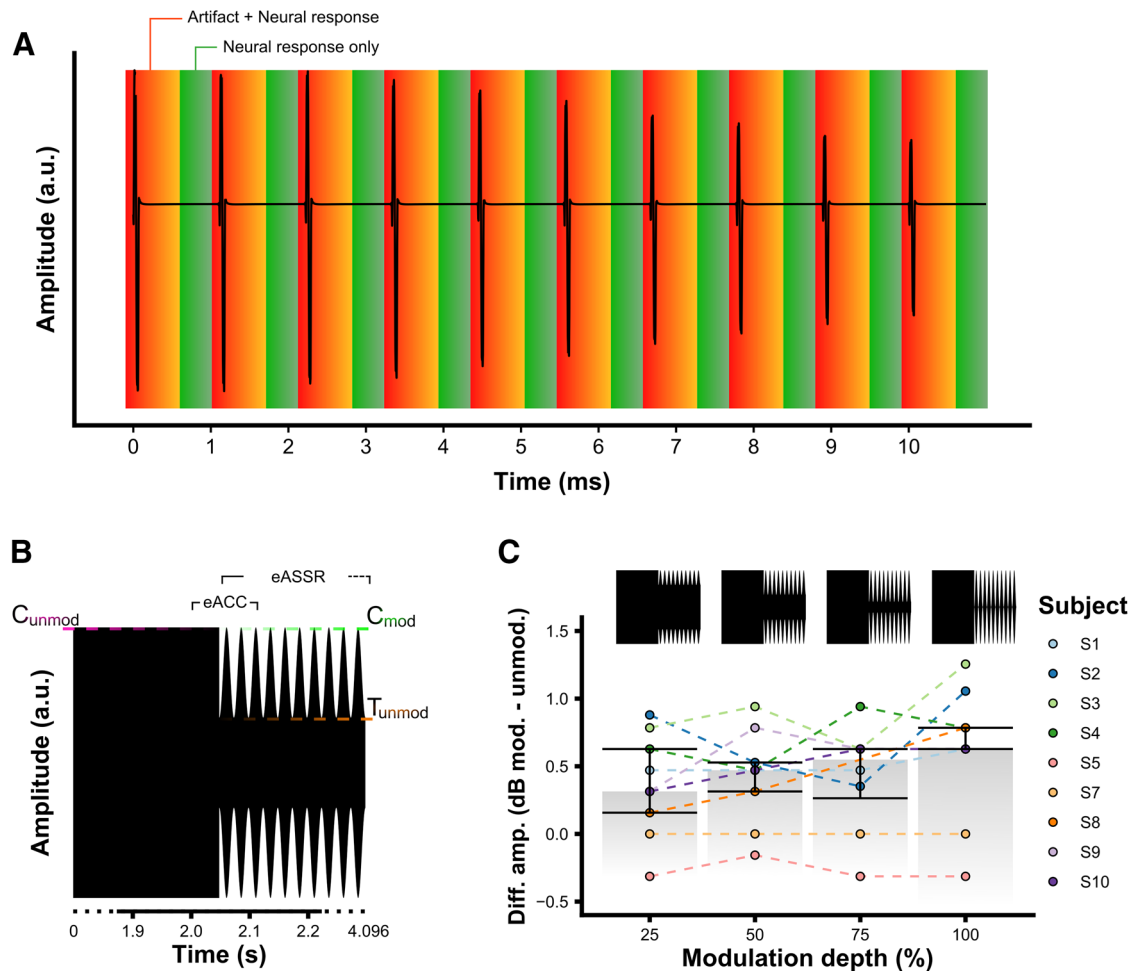 A
Artifact + Neural response
Neural response only
Amplitude (a.u.)
0 1 2 3 4 5 6 7 8 9 10
Time (ms)
B
eASSR
eACC
Cunmod
Cmod
Tunmod
Amplitude (a.u.)
0 1.9 2.0 2.1 2.2 4.096
Time (s)
C
Diff. amp. (dB mod. - unmod.)
1.5
1.0
0.5
0.0
−0.5
25 50 75 100
Modulation depth (%)
Subject
S1
S2
S3
S4
S5
S7
S8
S9
S10